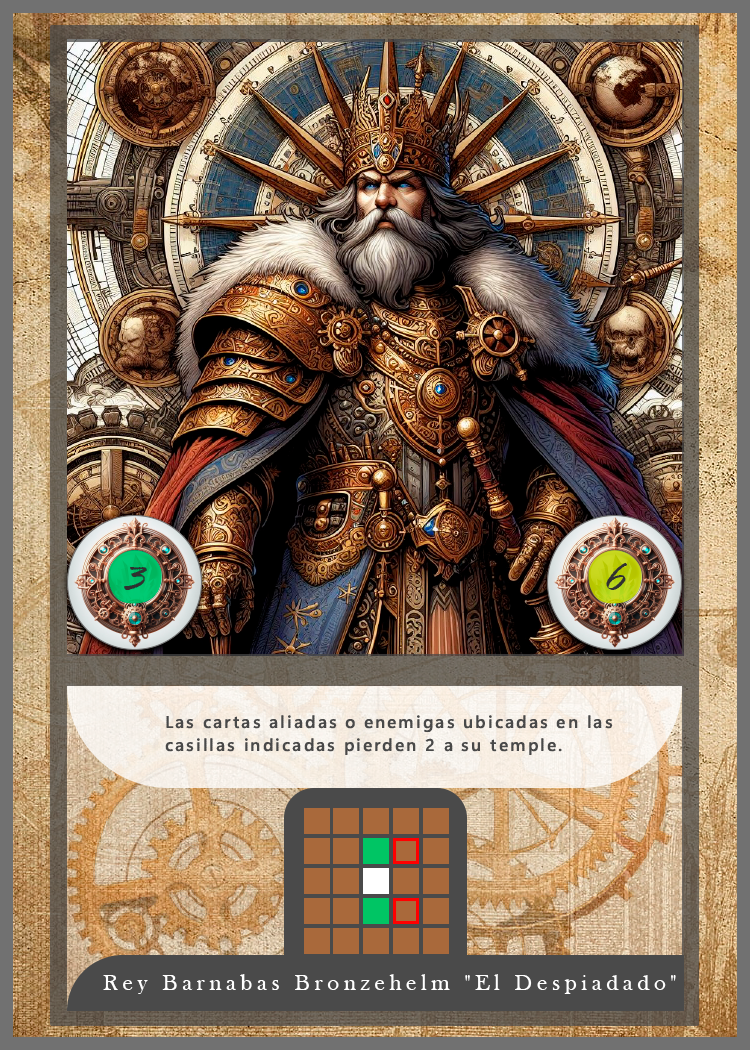 3
6
Las cartas aliadas o enemigas ubicadas en las
casillas indicadas pierden 2 a su temple.
Rey Barnabas Bronzehelm "El Despiadado"